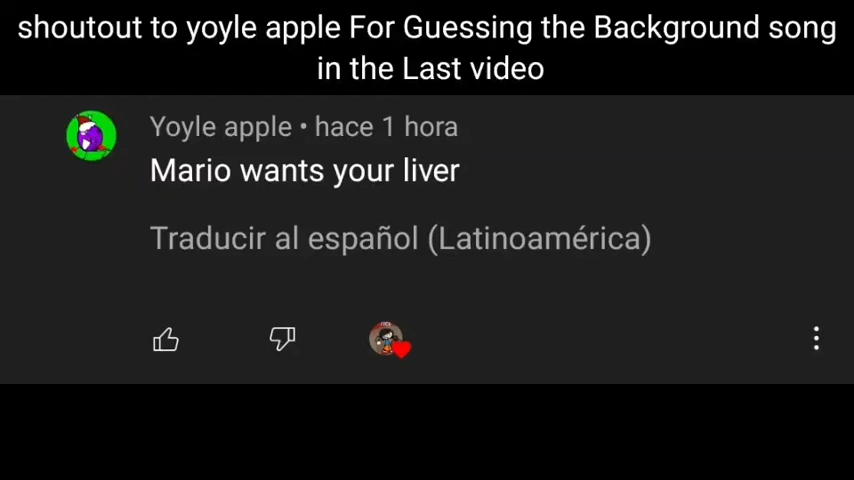 shoutout to yoyle apple For Guessing the Background song
in the Last video
Yoyle apple • hace 1 hora
Mario wants your liver
Traducir al español (Latinoamérica)